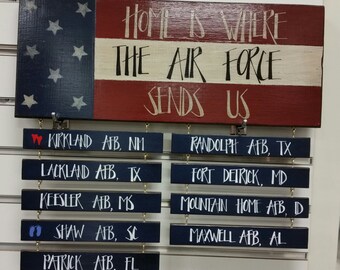 HOME IS WHERE
THE AIR FORCE
SENDS US
KIRKLAND AFB, NM
RANDOLPH AFB, TX
LACKLAND AFB, TX
FORT DETRICK, MD
KEESLER AFB, MS
MOUNTAIN HOME AFB, ID
SHAW AFB, SC
MAXWELL AFB, AL
PATRICK AFB, FL